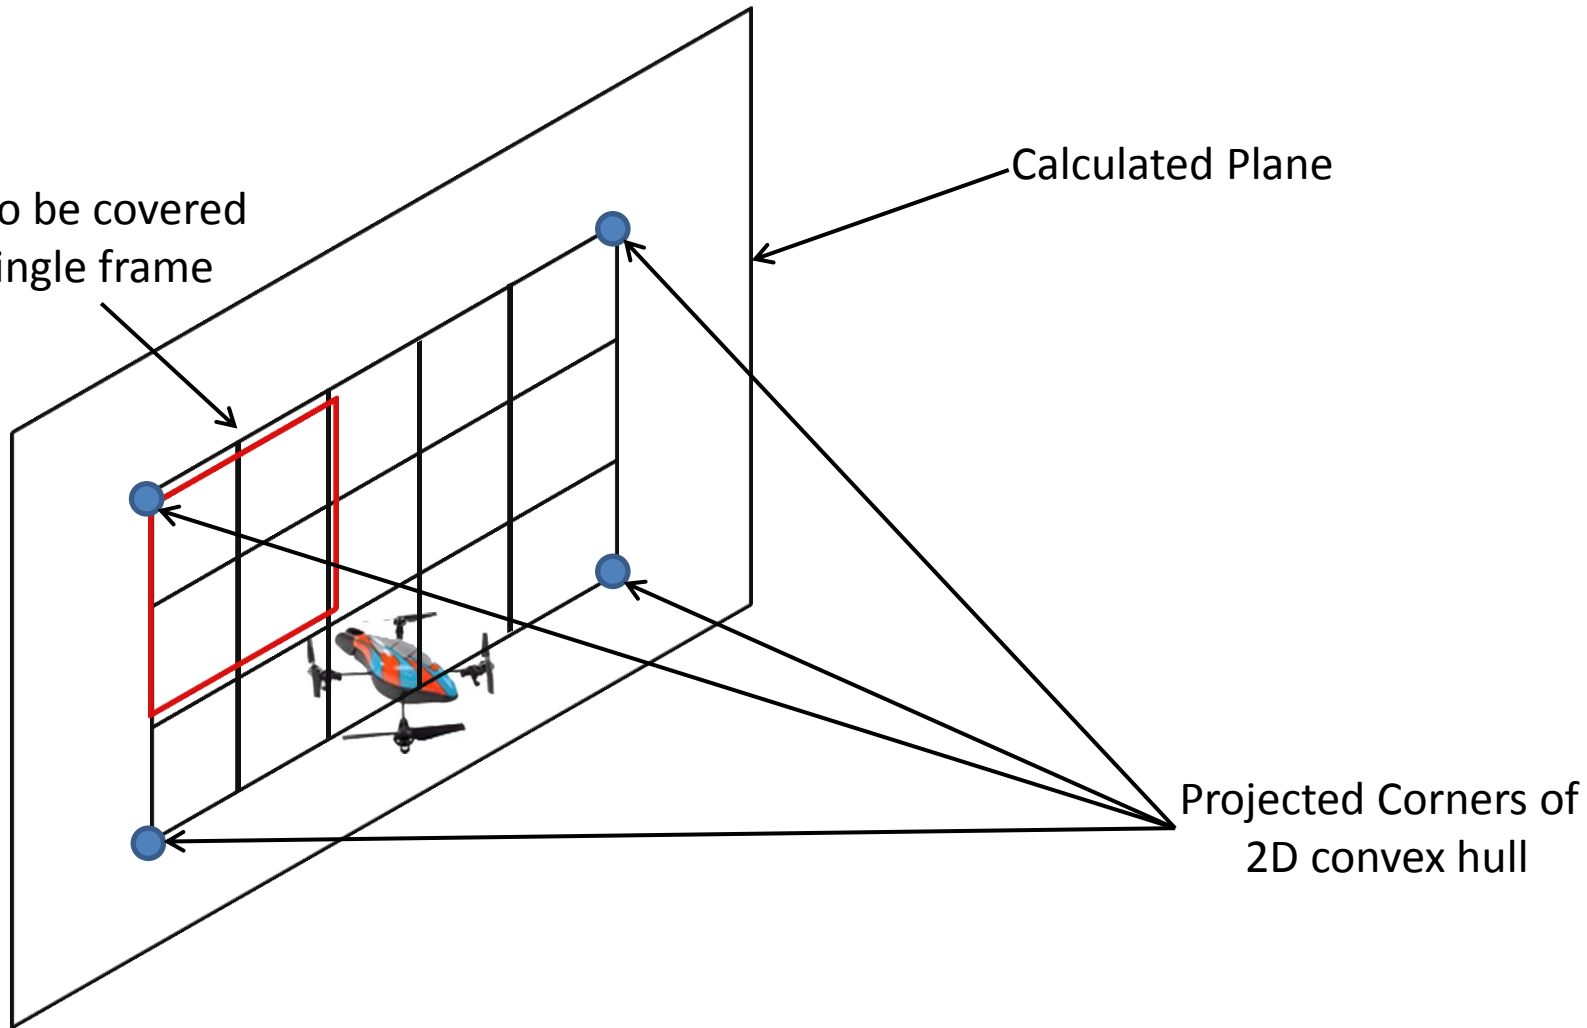 Calculated Plane
o be covered
ingle frame
Projected Corners of
2D convex hull